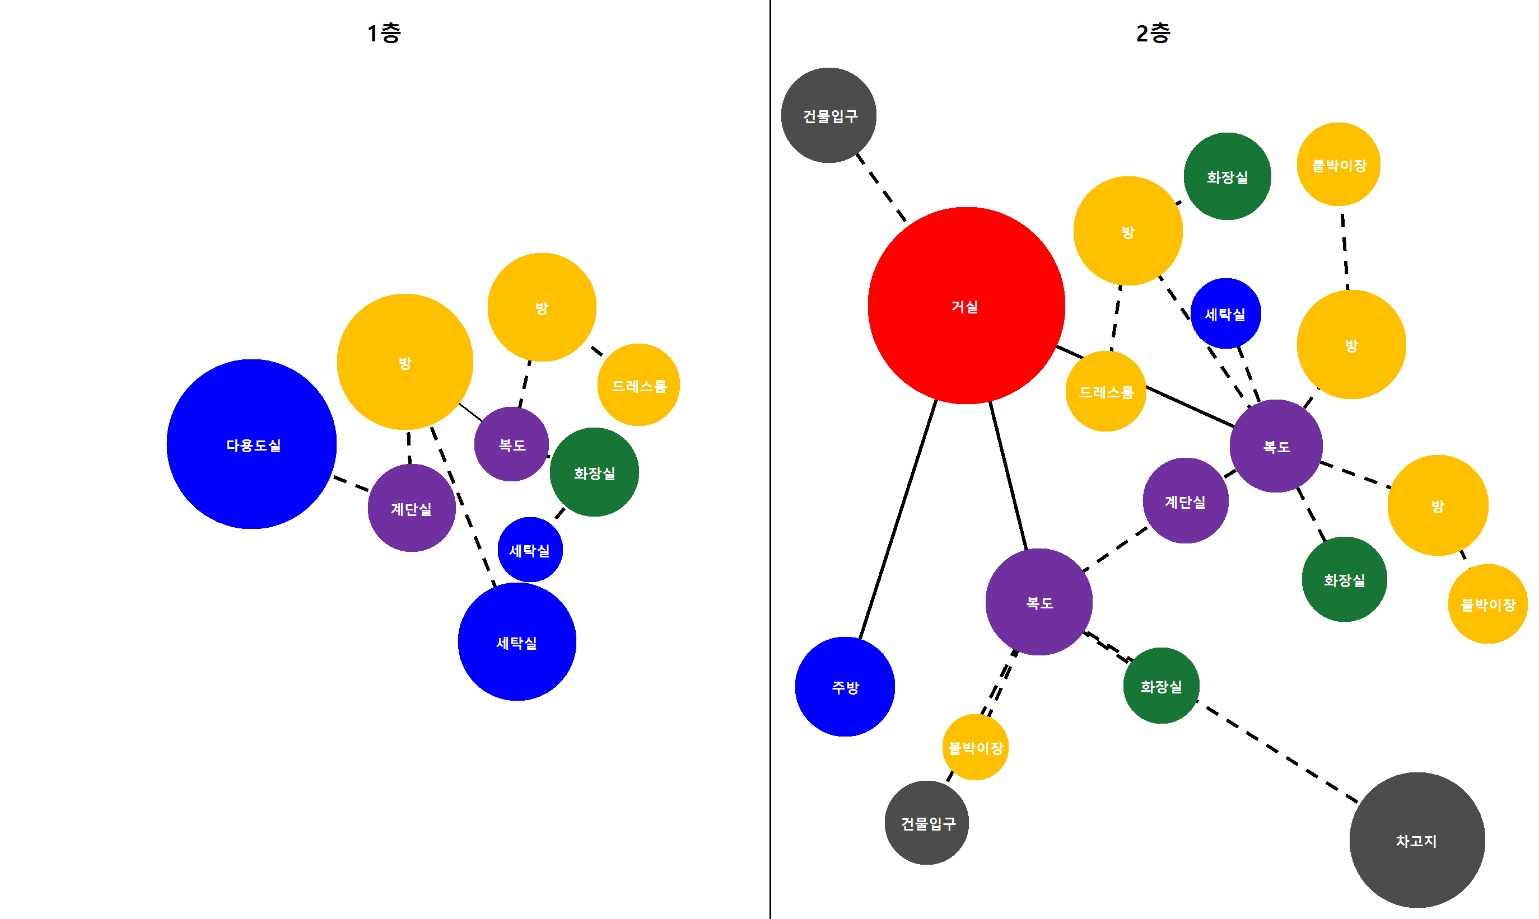 1층
방
방
드레스룸
다용도실
복도
화장실
계단실
세탁실
세탁실
2층
건물입구
화장실
붙박이장
방
거실
세탁실
방
드레스룸
복도
계단실
방
화장실
복도
붙박이장
주방
화장실
붙박이장
건물입구
차고지